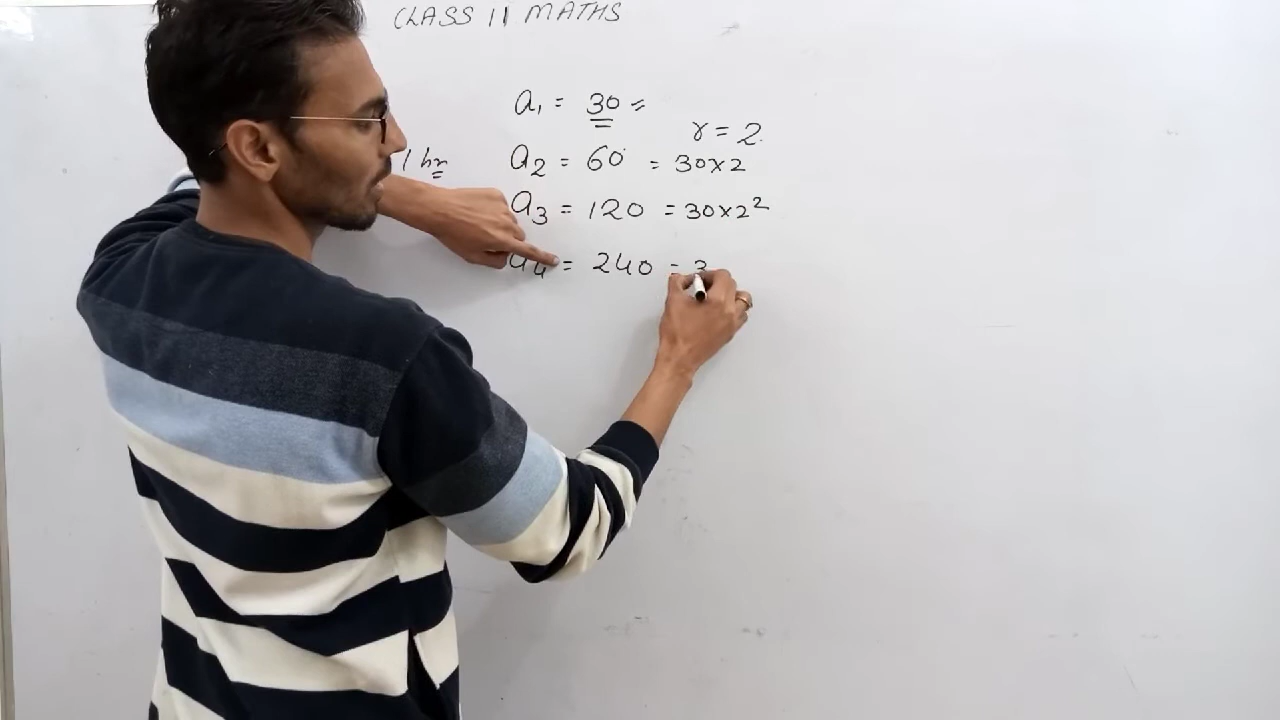 CLASS 11 MATHS
a₁ = 30
r = 2
1 hr a₂ = 60 = 30×2
a₃ = 120 = 30×2²
a₄ = 240 = 3